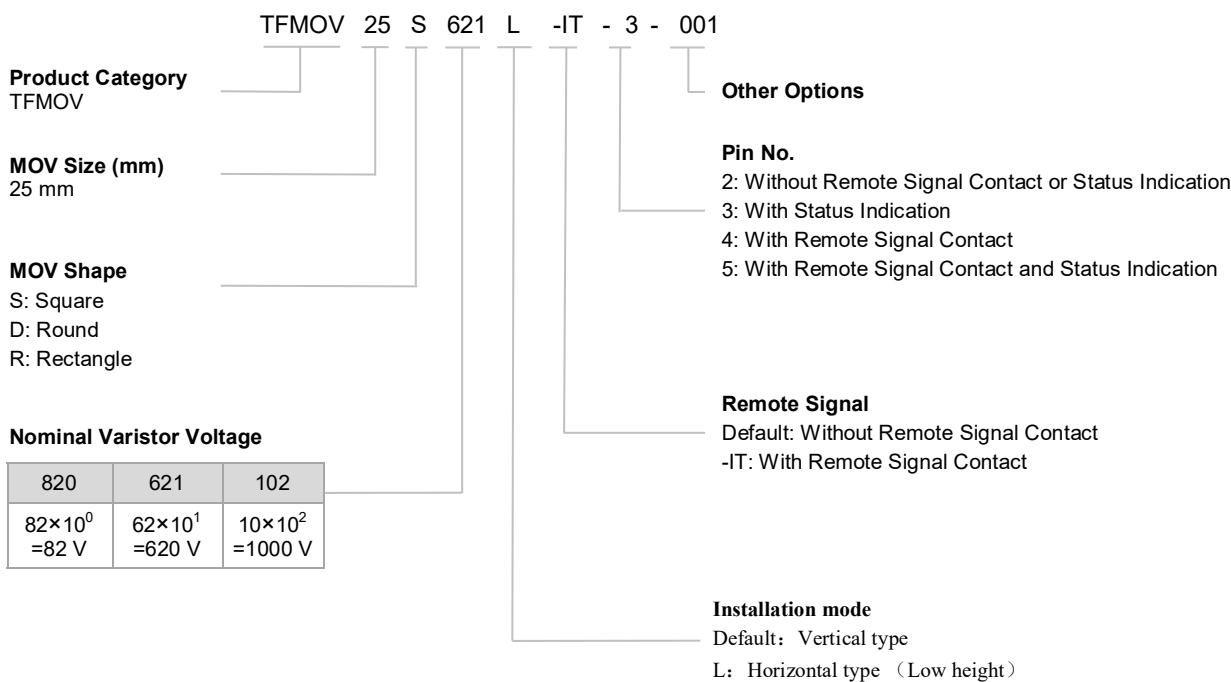 TFMOV 25 S 621 L -IT - 3 - 001
Product Category
TFMOV
MOV Size (mm)
25 mm
MOV Shape
S: Square
D: Round
R: Rectangle
Nominal Varistor Voltage
820 621 102
82×10⁰ 62×10¹ 10×10²
=82 V =620 V =1000 V
Other Options
Pin No.
2: Without Remote Signal Contact or Status Indication
3: With Status Indication
4: With Remote Signal Contact
5: With Remote Signal Contact and Status Indication
Remote Signal
Default: Without Remote Signal Contact
-IT: With Remote Signal Contact
Installation mode
Default：Vertical type
L：Horizontal type （Low height）